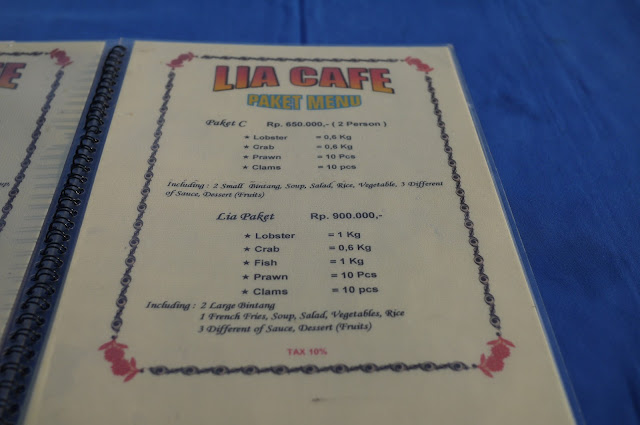 LIA CAFE
PAKET MENU
Paket C Rp. 650.000,- ( 2 Person )
★ Lobster = 0,6 Kg
★ Crab = 0,6 Kg
★ Prawn = 10 Pcs
★ Clams = 10 pcs
Including : 2 Small Bintang, Soup, Salad, Rice, Vegetable, 3 Different
of Sauce, Dessert (Fruits)
Lia Paket Rp. 900.000,-
★ Lobster = 1 Kg
★ Crab = 0,6 Kg
★ Fish = 1 Kg
★ Prawn = 10 Pcs
★ Clams = 10 pcs
Including : 2 Large Bintang
1 French Fries, Soup, Salad, Vegetables, Rice
3 Different of Sauce, Dessert (Fruits)
TAX 10%